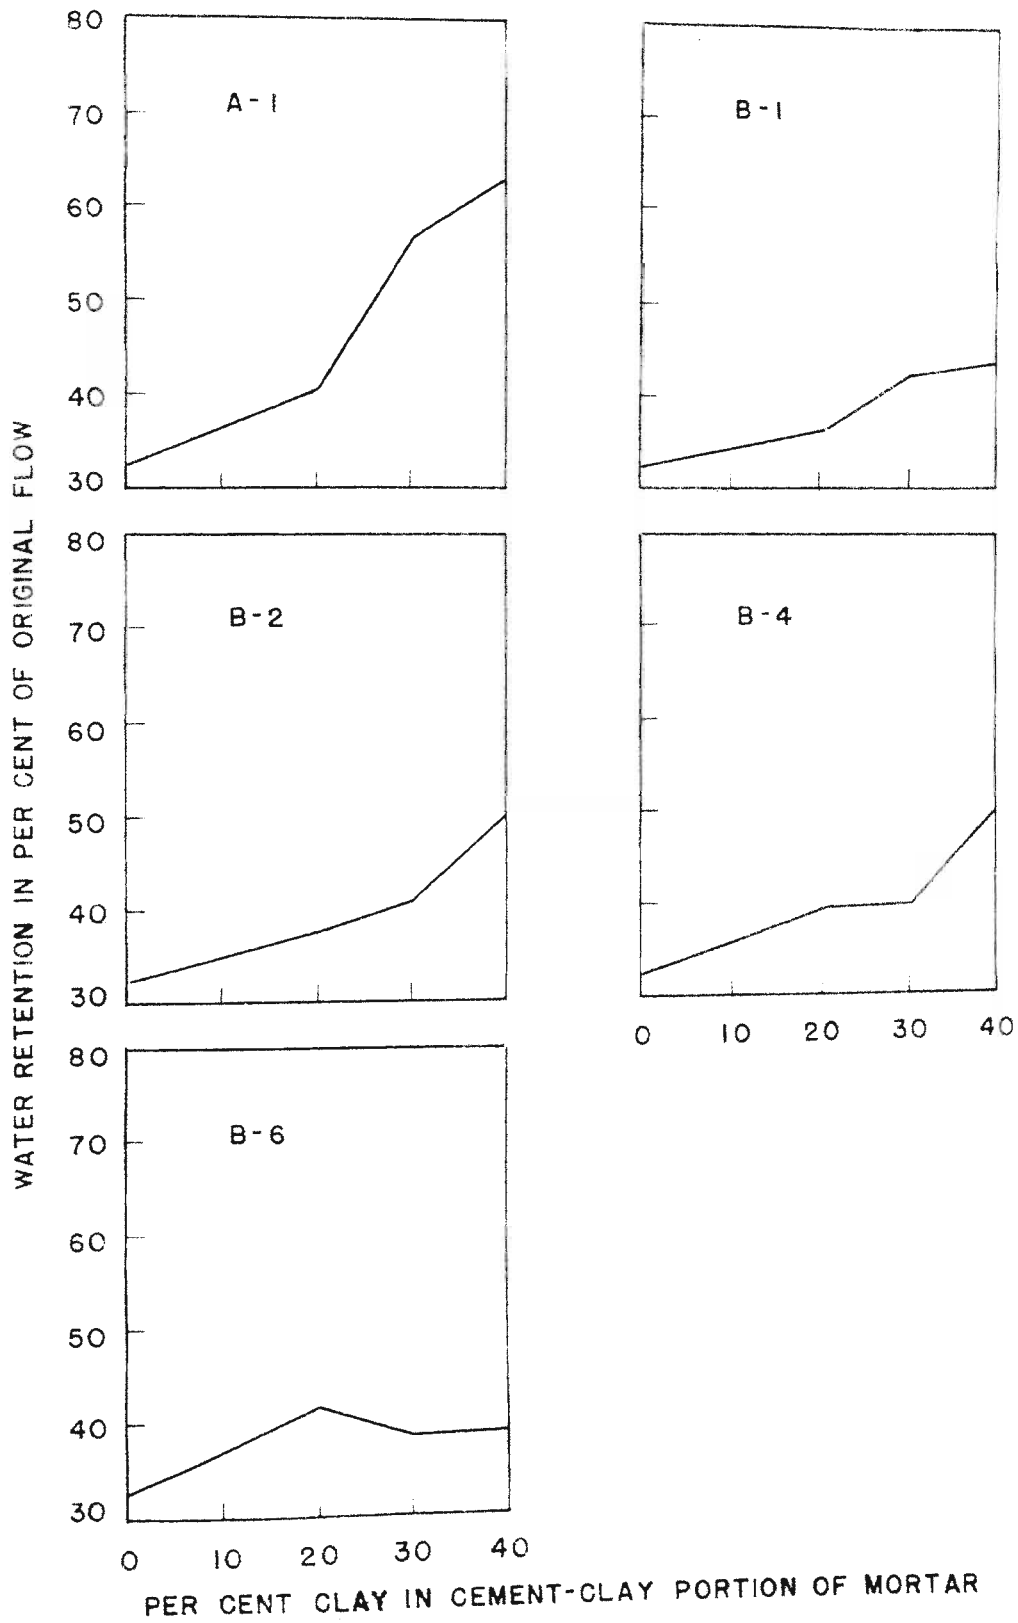 WATER RETENTION IN PER CENT OF ORIGINAL FLOW
80
70
60
50
40
30
A-1
B-1
80
70
60
50
40
30
B-2
B-4
0 10 20 30 40
80
70
60
50
40
30
B-6
0 10 20 30 40
PER CENT CLAY IN CEMENT-CLAY PORTION OF MORTAR